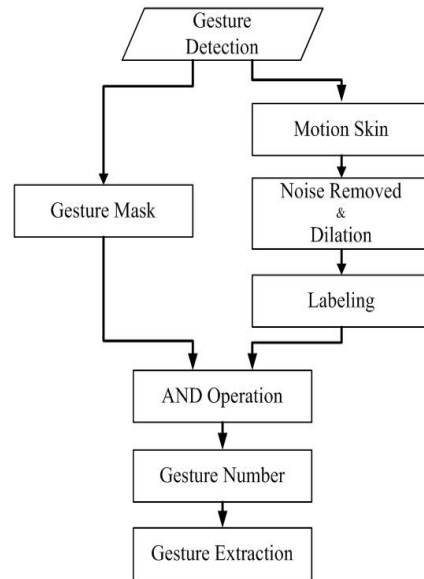 Gesture
Detection
Motion Skin
Gesture Mask
Noise Removed
&
Dilation
Labeling
AND Operation
Gesture Number
Gesture Extraction